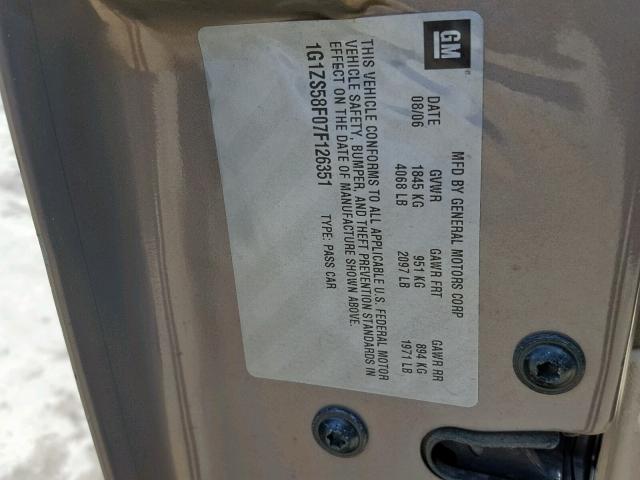 GM
MFD BY GENERAL MOTORS CORP
DATE GVWR GAWR FRT GAWR RR
08/06 1845 KG 951 KG 894 KG
4068 LB 2097 LB 1971 LB
THIS VEHICLE CONFORMS TO ALL APPLICABLE U.S. FEDERAL MOTOR
VEHICLE SAFETY, BUMPER, AND THEFT PREVENTION STANDARDS IN
EFFECT ON THE DATE OF MANUFACTURE SHOWN ABOVE.
1G1ZS58F07F126351 TYPE: PASS CAR